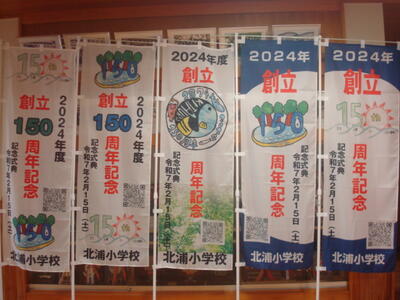 150
創立
150
周年記念
2024年度
記念式典 令和7年2月15日(土)
北浦小学校
150
創立
150
周年記念
2024年度
記念式典 令和7年2月15日(土)
北浦小学校
2024年度
創立
周年記念
記念式典 令和7年2月15日(土)
北浦小学校
2024年
創立
150
周年記念
記念式典 令和7年2月15日(土)
北浦小学校
2024年
創立
150
周年記念
記念式典 令和7年2月15日(土)
北浦小学校